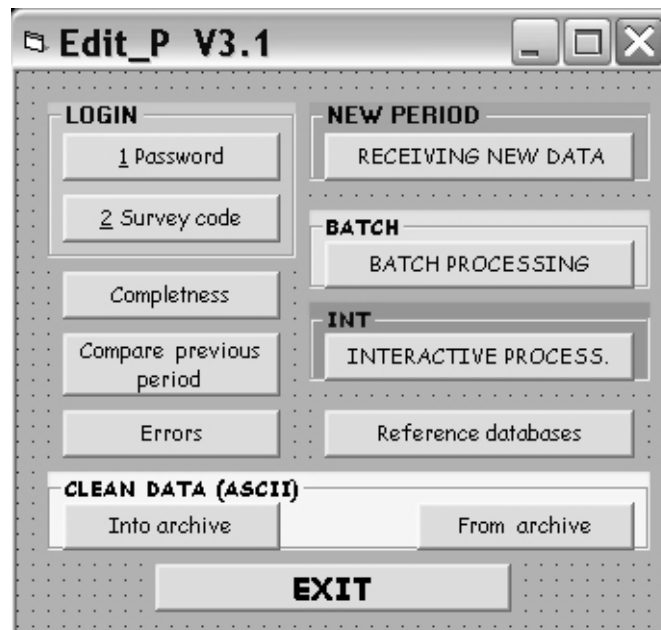 Edit_P V3.1
LOGIN
1 Password
2 Survey code
Completness
Compare previous
period
Errors
NEW PERIOD
RECEIVING NEW DATA
BATCH
BATCH PROCESSING
INT
INTERACTIVE PROCESS.
Reference databases
CLEAN DATA (ASCII)
Into archive
From archive
EXIT